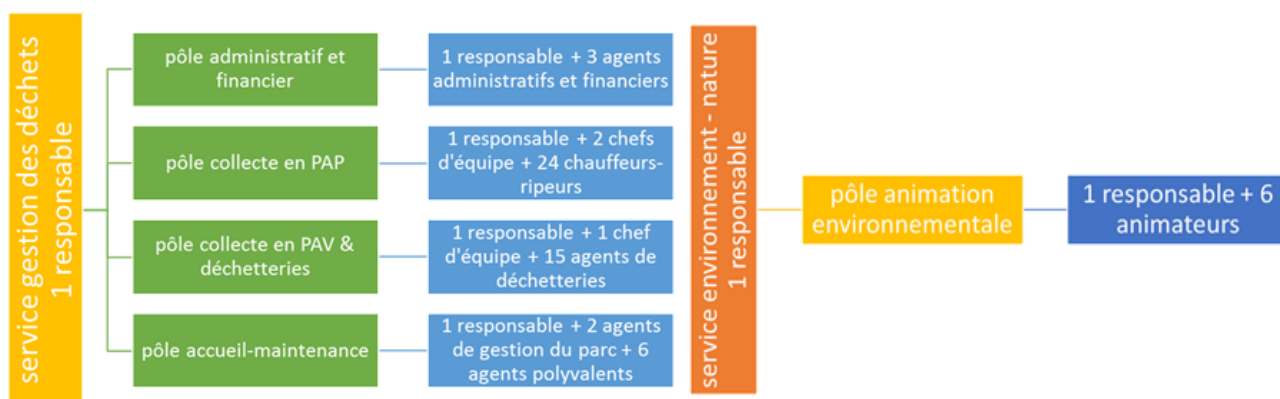 service gestion des déchets
1 responsable
pôle administratif et
financier
1 responsable + 3 agents
administratifs et financiers
pôle collecte en PAP
1 responsable + 2 chefs
d'équipe + 24 chauffeurs-
ripeurs
pôle collecte en PAV &
déchetteries
1 responsable + 1 chef
d'équipe + 15 agents de
déchetteries
pôle accueil-maintenance
1 responsable + 2 agents
de gestion du parc + 6
agents polyvalents
service environnement - nature
1 responsable
pôle animation
environnementale
1 responsable + 6
animateurs